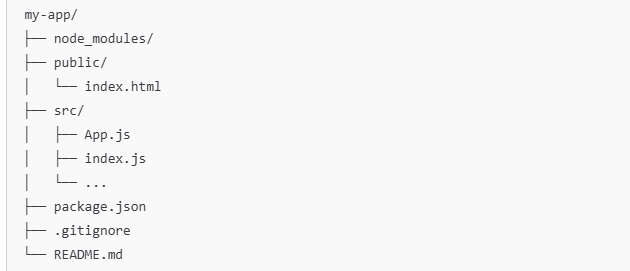 my-app/
├── node_modules/
├── public/
│   └── index.html
├── src/
│   ├── App.js
│   ├── index.js
│   └── ...
├── package.json
├── .gitignore
└── README.md